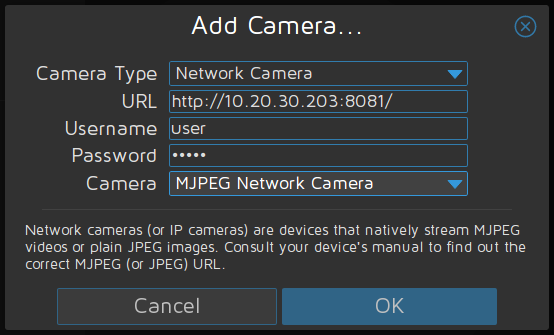 Add Camera...
Camera Type Network Camera
URL http://10.20.30.203:8081/
Username user
Password •••••
Camera MJPEG Network Camera
Network cameras (or IP cameras) are devices that natively stream MJPEG
videos or plain JPEG images. Consult your device's manual to find out the
correct MJPEG (or JPEG) URL.
Cancel OK